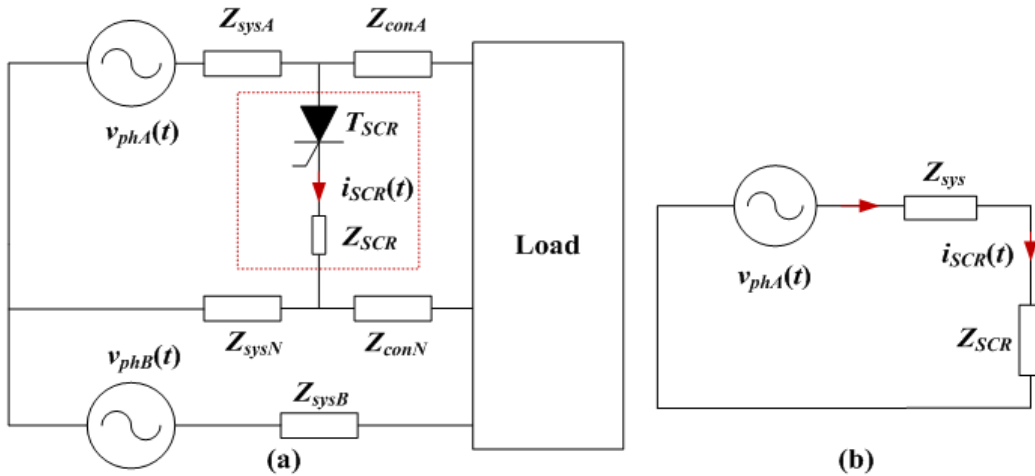 Z_sysA
Z_conA
v_phA(t)
T_SCR
i_SCR(t)
Z_SCR
Load
Z_sysN
Z_conN
v_phB(t)
Z_sysB
(a)
Z_sys
v_phA(t)
i_SCR(t)
Z_SCR
(b)